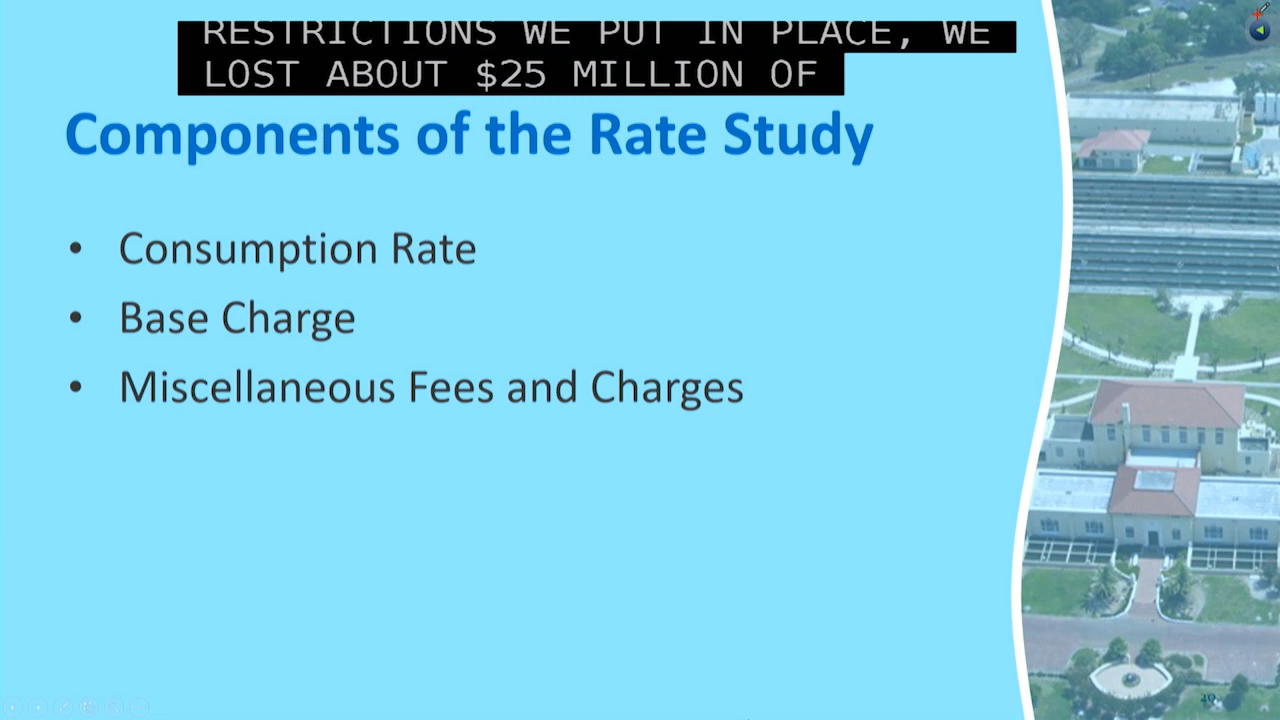 RESTRICTIONS WE PUT IN PLACE, WE
LOST ABOUT $25 MILLION OF
Components of the Rate Study
• Consumption Rate
• Base Charge
• Miscellaneous Fees and Charges